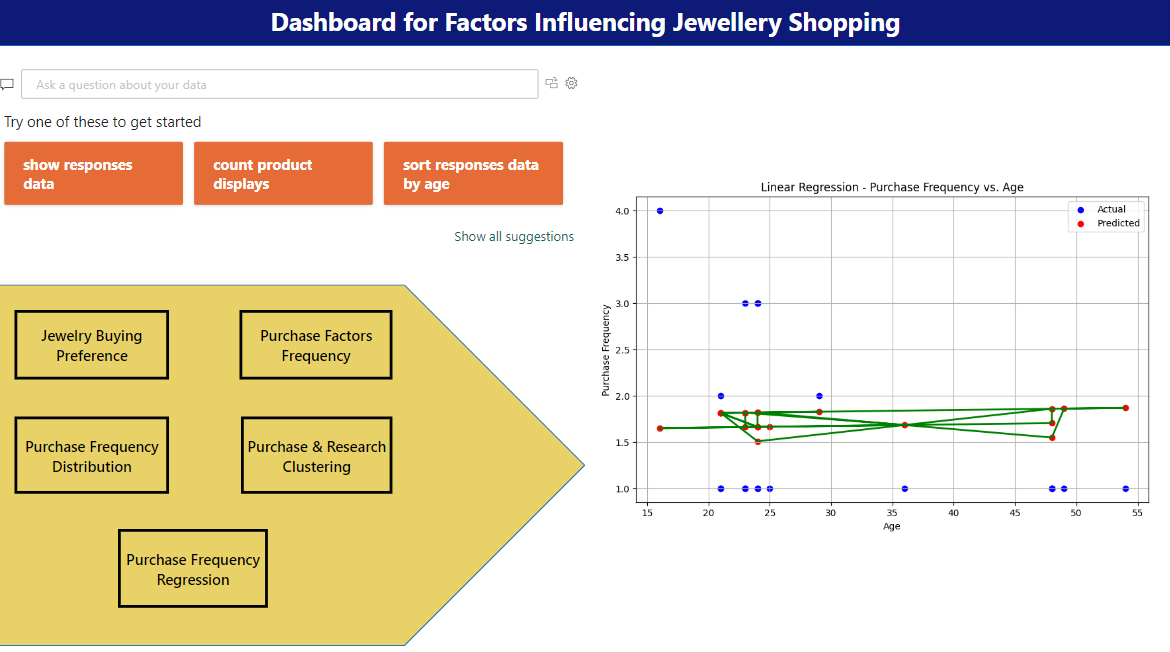 Dashboard for Factors Influencing Jewellery Shopping
Ask a question about your data
Try one of these to get started
show responses
data
count product
displays
sort responses data
by age
Show all suggestions
Jewelry Buying
Preference
Purchase Factors
Frequency
Purchase Frequency
Distribution
Purchase & Research
Clustering
Purchase Frequency
Regression
Linear Regression - Purchase Frequency vs. Age
Actual
Predicted
Purchase Frequency
4.0
3.5
3.0
2.5
2.0
1.5
1.0
15 20 25 30 35 40 45 50 55
Age